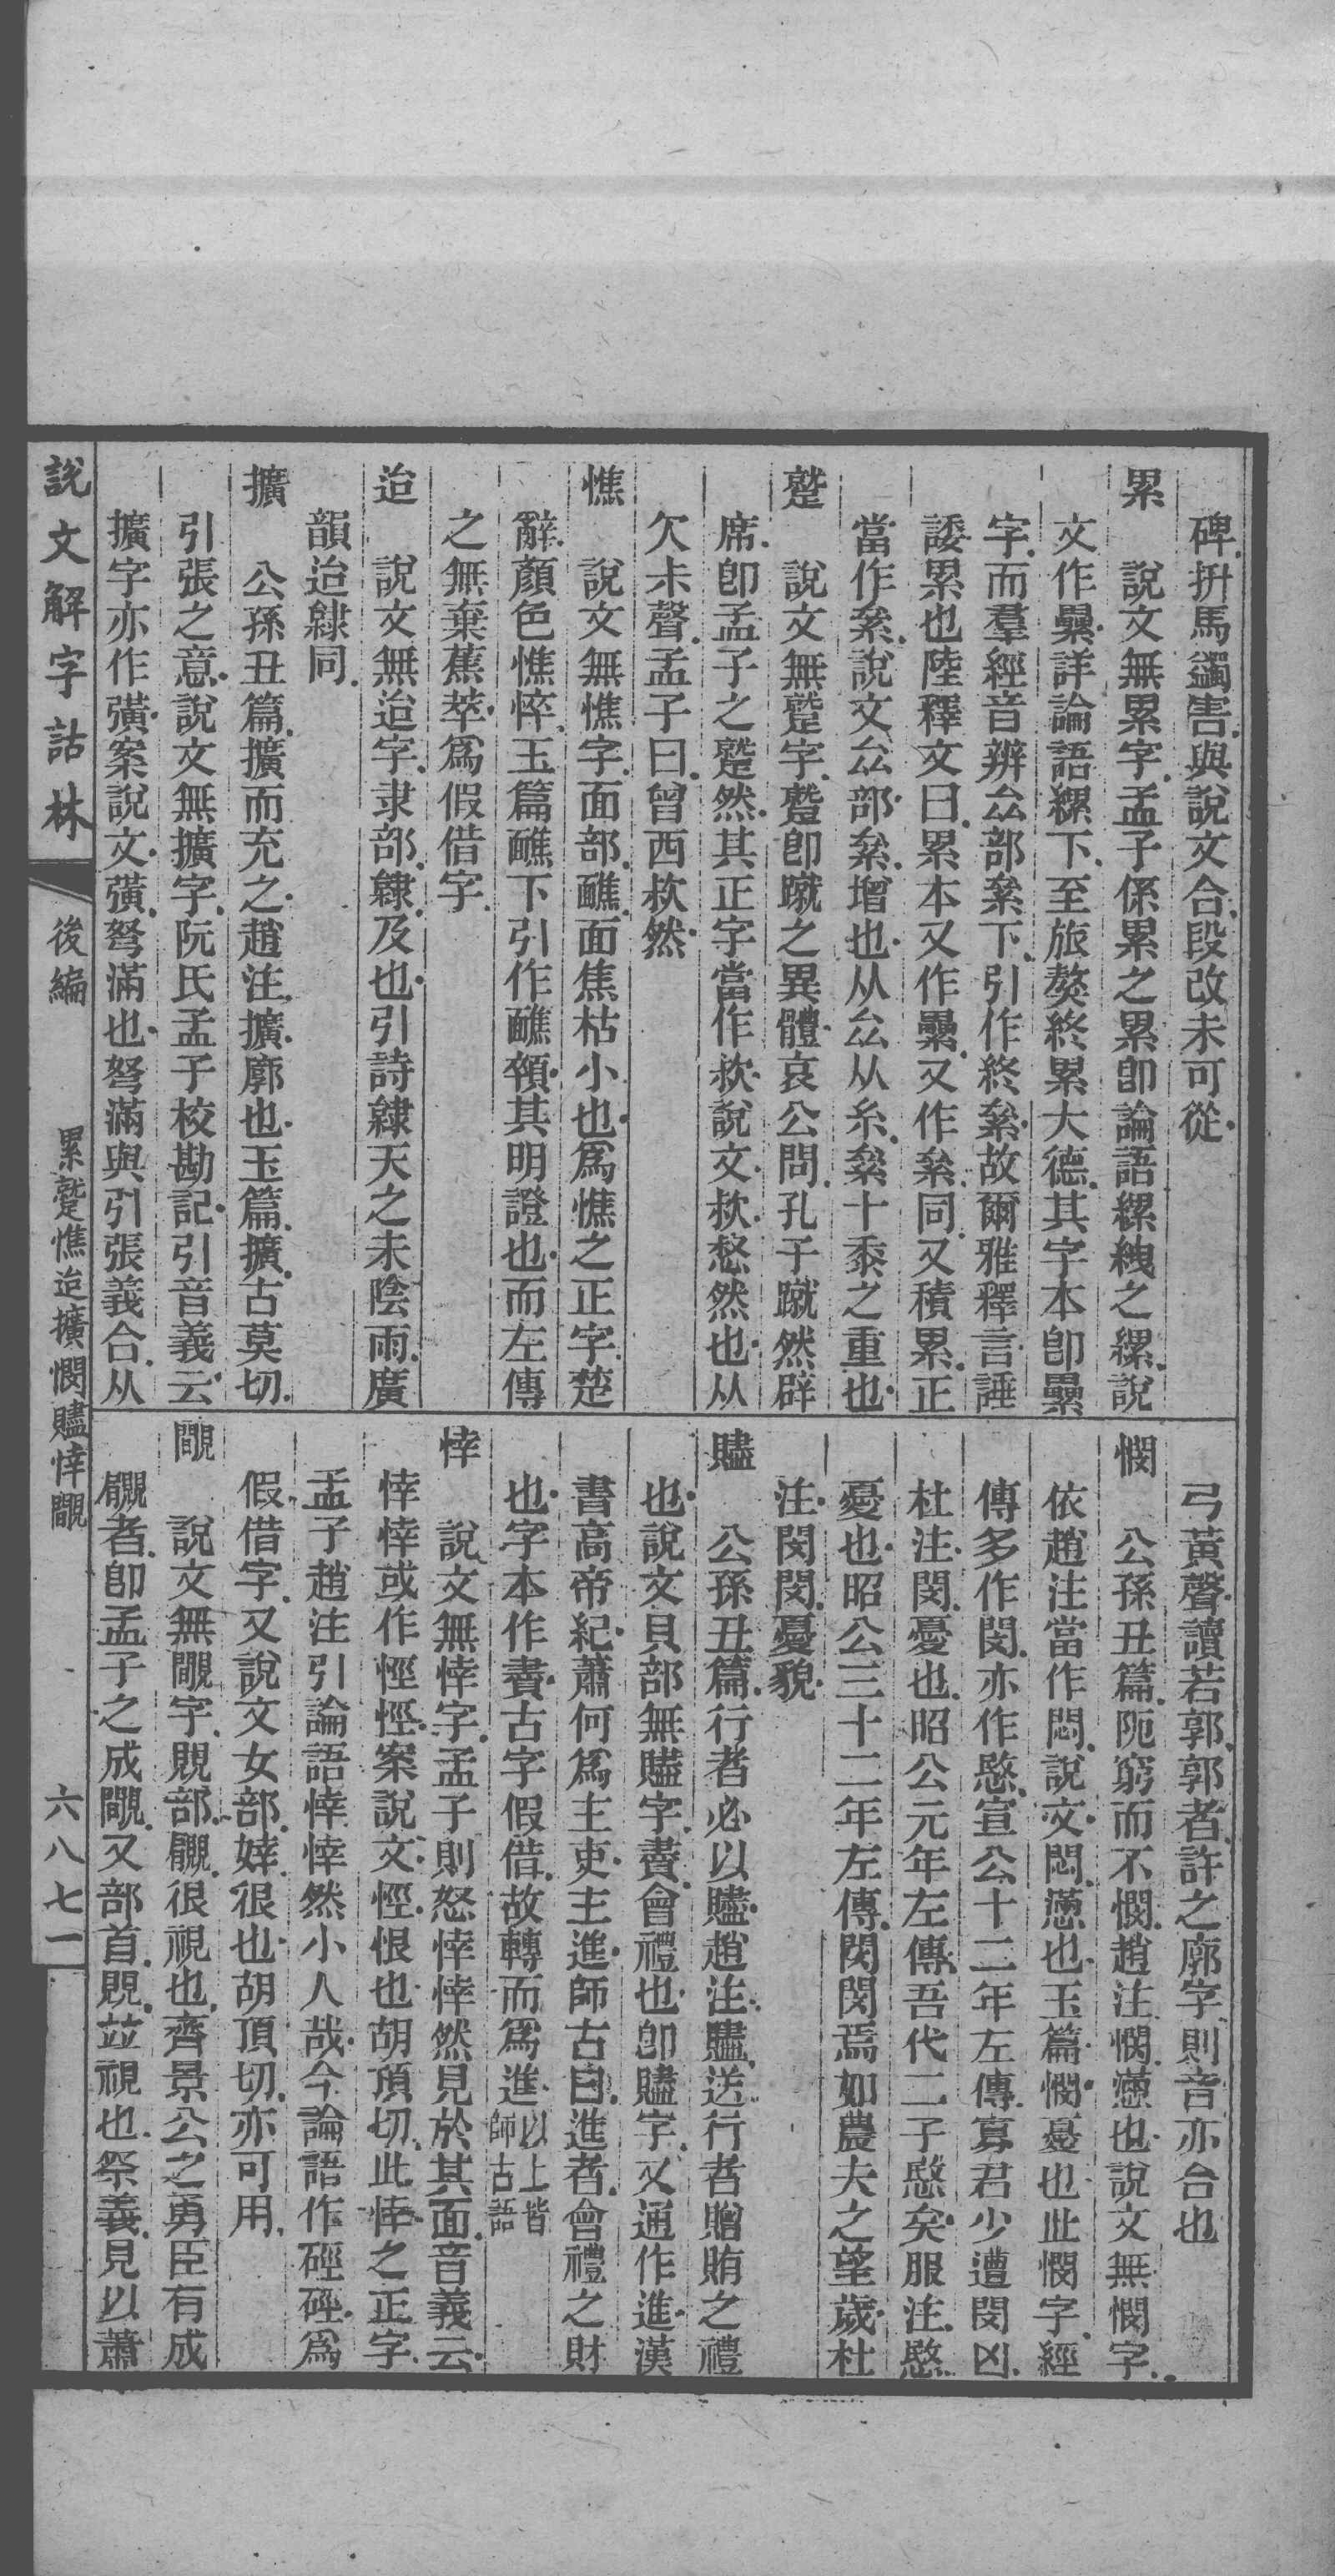 碑.拼馬蠲害.與說文合.段改未可從.
累 說文無累字.孟子係累之累卽論語縲絏之縲.說
文作纍.詳論語縲下.至旅獒終累大德.其字本卽纍
字.而羣經音辨厽部絫下.引作終絫.故爾雅釋言.諈
諉累也.陸釋文曰.累本又作纍.又作絫.同.又積累.正
當作絫.說文厽部.絫.增也.从厽从糸.絫十黍之重也.
蹵 說文無蹵字.蹵卽蹴之異體.哀公問.孔子蹴然辟
席.卽孟子之蹵然.其正字當作欻.說文.欻.愁然也.从
欠尗聲.孟子曰.曾西欻然.
憔 說文無憔字.面部.醮.面焦枯小也.爲憔之正字.楚
辭.顏色憔悴.玉篇醮下引作醮顇.其明證也.而左傳
之無棄蕉萃.爲假借字.
迨 說文無迨字.隶部.隸.及也.引詩隸天之未陰雨.廣
韻迨隸同.
擴 公孫丑篇.擴而充之.趙注.擴.廓也.玉篇.擴.古莫切.
引張之意.說文無擴字.阮氏孟子校勘記.引音義云.
擴字亦作彉.案說文.彉.弩滿也.弩滿與引張義合.从
弓黃聲.讀若郭.郭者.許之廓字.則音亦合也
憫 公孫丑篇.阨窮而不憫.趙注.憫.懣也.說文無憫字.
依趙注當作悶.說文.悶.懣也.玉篇.憫.憂也.此憫字.經
傳多作閔.亦作愍.宣公十二年左傳.寡君少遭閔凶.
杜注.閔.憂也.昭公元年左傳.吾代二子愍矣.服注.愍.
憂也.昭公三十二年左傳.閔閔焉如農夫之望歲.杜
注.閔閔.憂貌.
贐 公孫丑篇.行者必以贐.趙注.贐.送行者贈賄之禮
也.說文貝部無贐字.賮.會禮也.卽贐字.又通作進.漢
書高帝紀.蕭何爲主吏.主進.師古曰.進者.會禮之財
也.字本作賮.古字假借.故轉而爲進.以上皆師古語
悻 說文無悻字.孟子則怒悻悻然見於其面.音義云.
悻悻或作悻悻.案說文.悻.恨也.胡頂切.此悻之正字.
孟子趙注引論語悻悻然小人哉.今論語作硜硜.爲
假借字.又說文女部.婞.很也.胡頂切.亦可用.
瞷 說文無瞷字.覞部.覸.很視也.齊景公之勇臣有成
覸者.卽孟子之成瞷.又部首.覞.竝視也.祭義.見以蕭
說文解字詁林 後編 累蹵憔迨擴憫贐悻瞷 六八七一